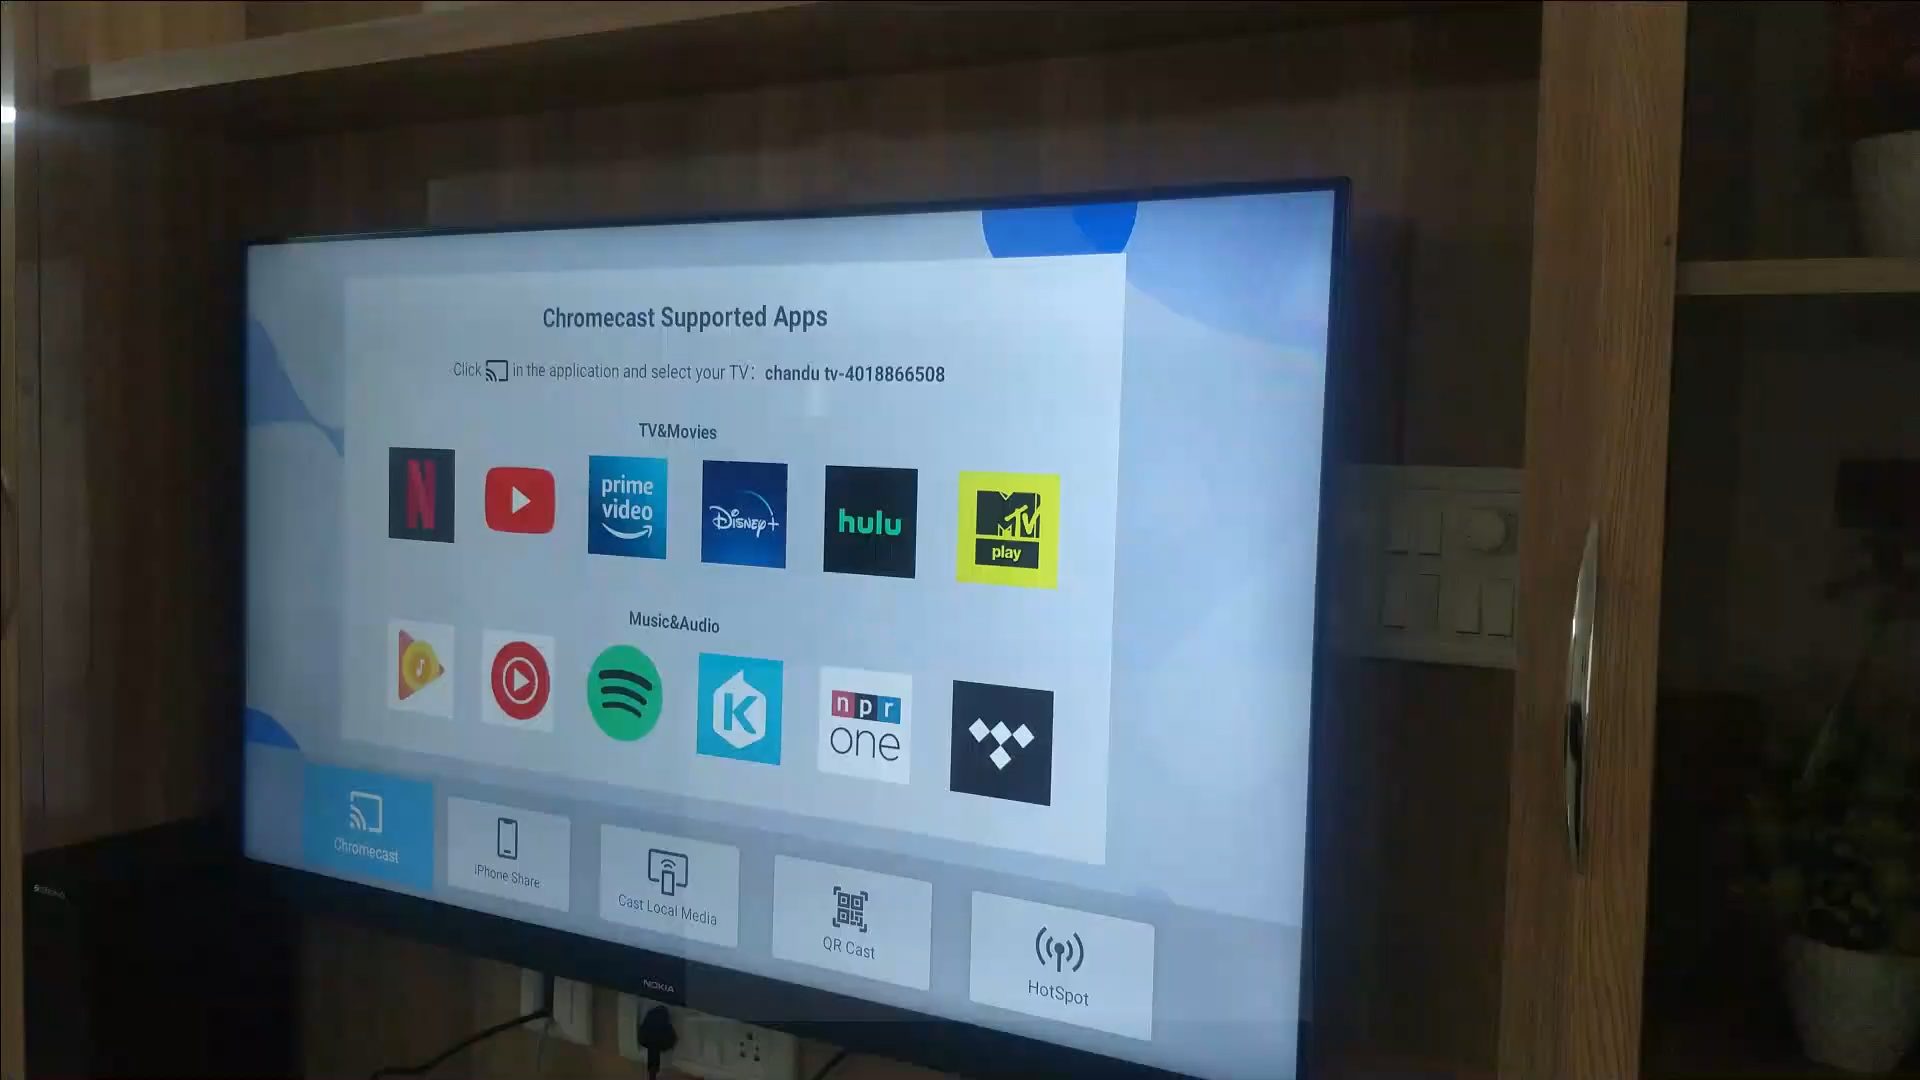 Chromecast Supported Apps
Click in the application and select your TV: chandu tv-4018866508
TV&Movies
N
prime video
Disney+
hulu
MTV play
Music&Audio
K
npr one
Chromecast
iPhone Share
Cast Local Media
QR Cast
HotSpot
NOKIA